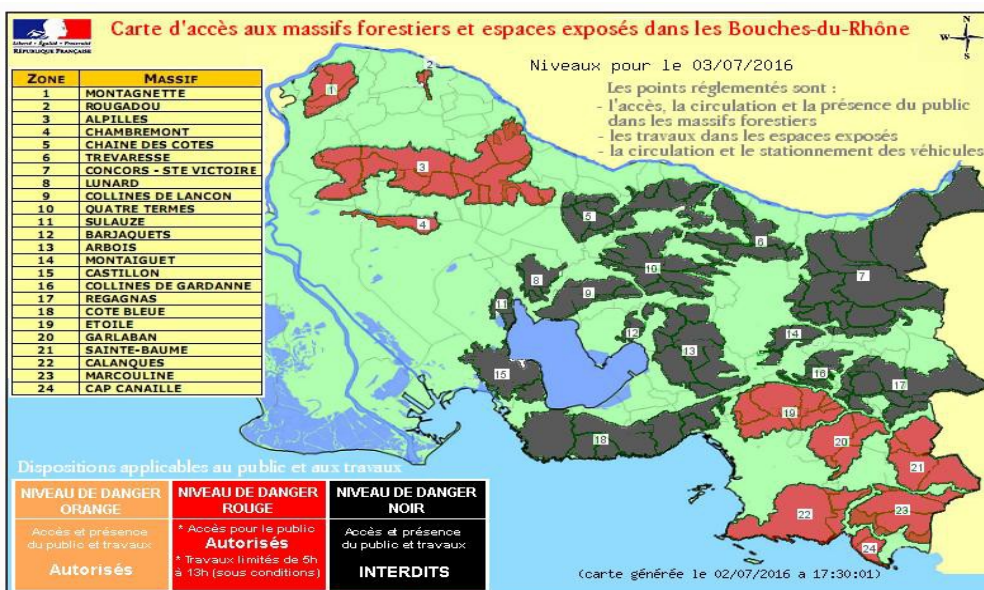 Liberté • Égalité • Fraternité
RÉPUBLIQUE FRANÇAISE
Carte d'accès aux massifs forestiers et espaces exposés dans les Bouches-du-Rhône
N
W
E
S
Niveaux pour le 03/07/2016
Les points réglementés sont :
- l'accès, la circulation et la présence du public
dans les massifs forestiers
- les travaux dans les espaces exposés
- la circulation et le stationnement des véhicules
ZONE MASSIF
1 MONTAGNETTE
2 ROUGADOU
3 ALPILLES
4 CHAMBREMONT
5 CHAINE DES COTES
6 TREVARESSE
7 CONCORS - STE VICTOIRE
8 LUNARD
9 COLLINES DE LANCON
10 QUATRE TERMES
11 SULAUZE
12 BARJAQUETS
13 ARBOIS
14 MONTAIGUET
15 CASTILLON
16 COLLINES DE GARDANNE
17 REGAGNAS
18 COTE BLEUE
19 ETOILE
20 GARLABAN
21 SAINTE-BAUME
22 CALANQUES
23 MARCOULINE
24 CAP CANAILLE
1
2
3
4
5
6
7
8
9
10
11
12
13
14
15
16
17
18
19
20
21
22
23
24
Dispositions applicables au public et aux travaux
NIVEAU DE DANGER
ORANGE
Accès et présence
du public et travaux
Autorisés
NIVEAU DE DANGER
ROUGE
* Accès pour le public
Autorisés
* Travaux limités de 5h
à 13h (sous conditions)
NIVEAU DE DANGER
NOIR
Accès et présence
du public et travaux
INTERDITS
(carte générée le 02/07/2016 a 17:30:01)